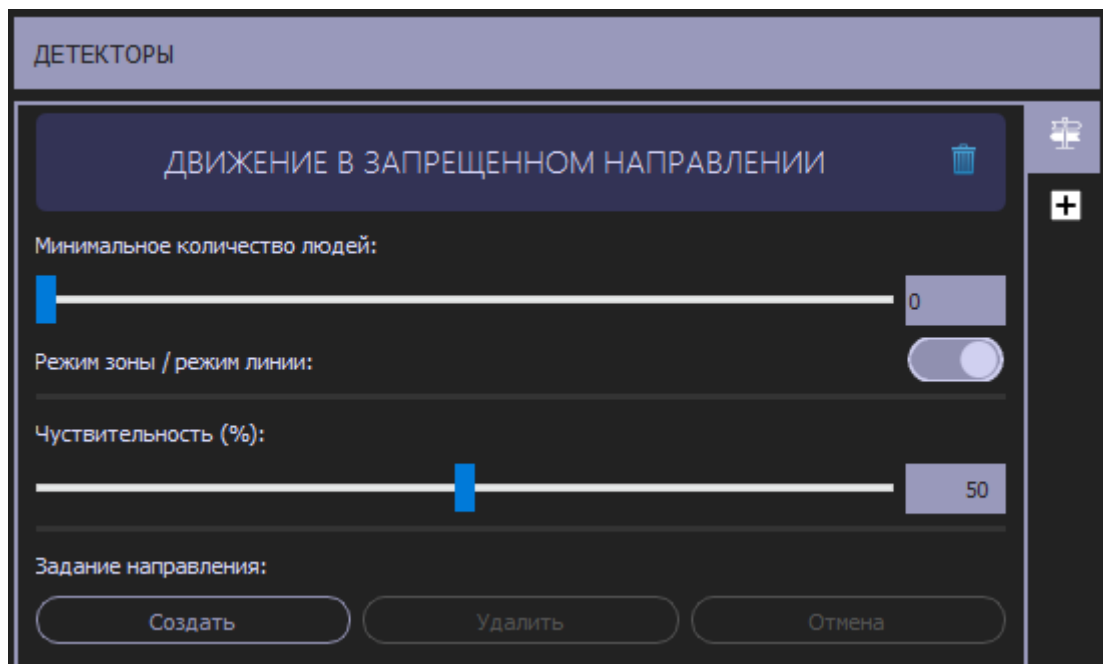 ДЕТЕКТОРЫ
ДВИЖЕНИЕ В ЗАПРЕЩЕННОМ НАПРАВЛЕНИИ
Минимальное количество людей:
0
Режим зоны / режим линии:
Чуствительность (%):
50
Задание направления:
Создать Удалить Отмена